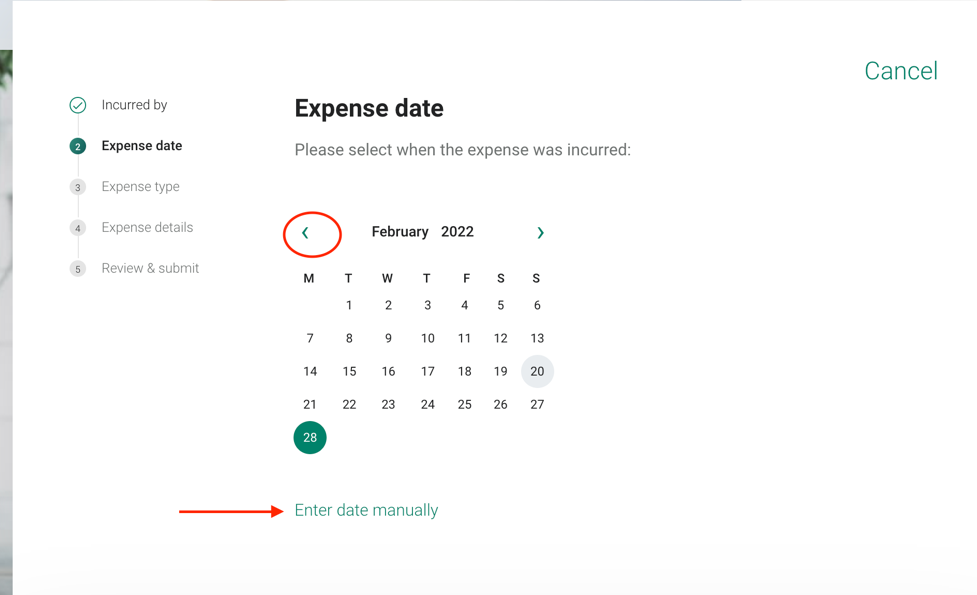 Cancel
Incurred by
2 Expense date
3 Expense type
4 Expense details
5 Review & submit
Expense date
Please select when the expense was incurred:
February 2022
M T W T F S S
1 2 3 4 5 6
7 8 9 10 11 12 13
14 15 16 17 18 19 20
21 22 23 24 25 26 27
28
Enter date manually